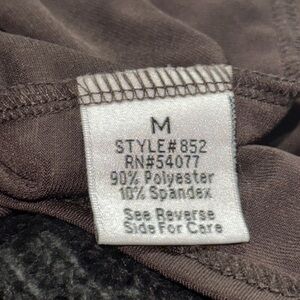 M
STYLE#852
RN#54077
90% Polyester
10% Spandex
See Reverse
Side For Care